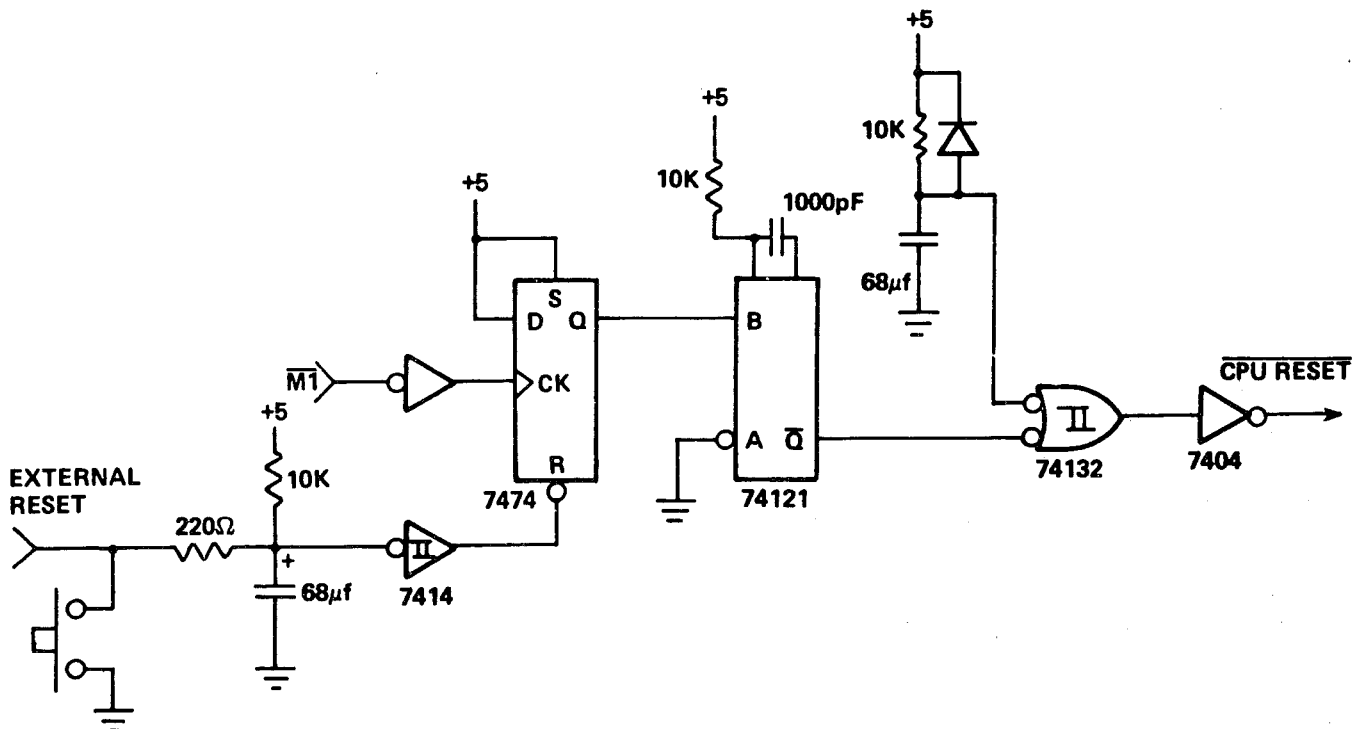 +5
+5
10K
+5
10K
1000pF
+5
68µf
S
D
Q
B
M1
CK
CPU RESET
+5
A
Q
R
EXTERNAL
RESET
10K
7474
74121
74132
7404
220Ω
+
68µf
7414